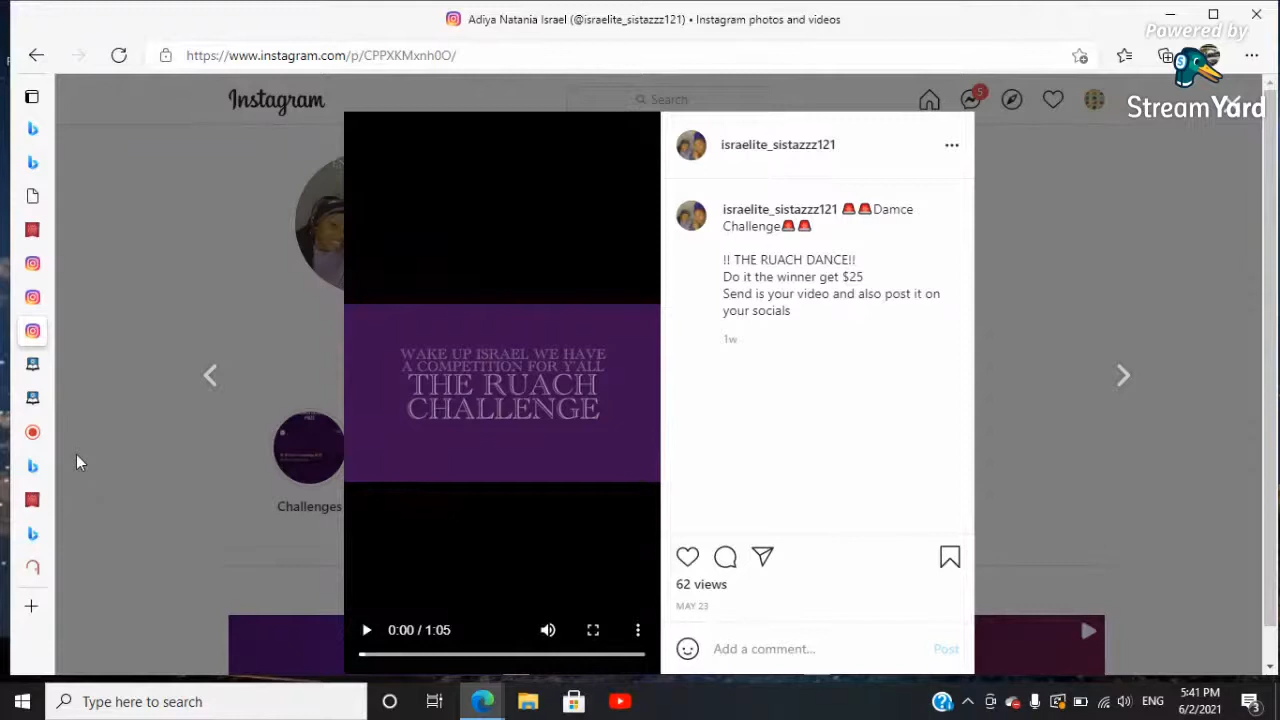 Adiya Natania Israel (@israelite_sistazzz121) • Instagram photos and videos
Powered by
StreamYard
https://www.instagram.com/p/CPPXKMxnh0O/
Instagram
Search
5
israelite_sistazzz121
israelite_sistazzz121 🚨🚨Damce
Challenge🚨🚨
!! THE RUACH DANCE!!
Do it the winner get $25
Send is your video and also post it on
your socials
1w
WAKE UP ISRAEL WE HAVE
A COMPETITION FOR Y'ALL
THE RUACH
CHALLENGE
Challenges
62 views
MAY 23
0:00 / 1:05
Add a comment...
Post
Type here to search
ENG
5:41 PM
6/2/2021
3